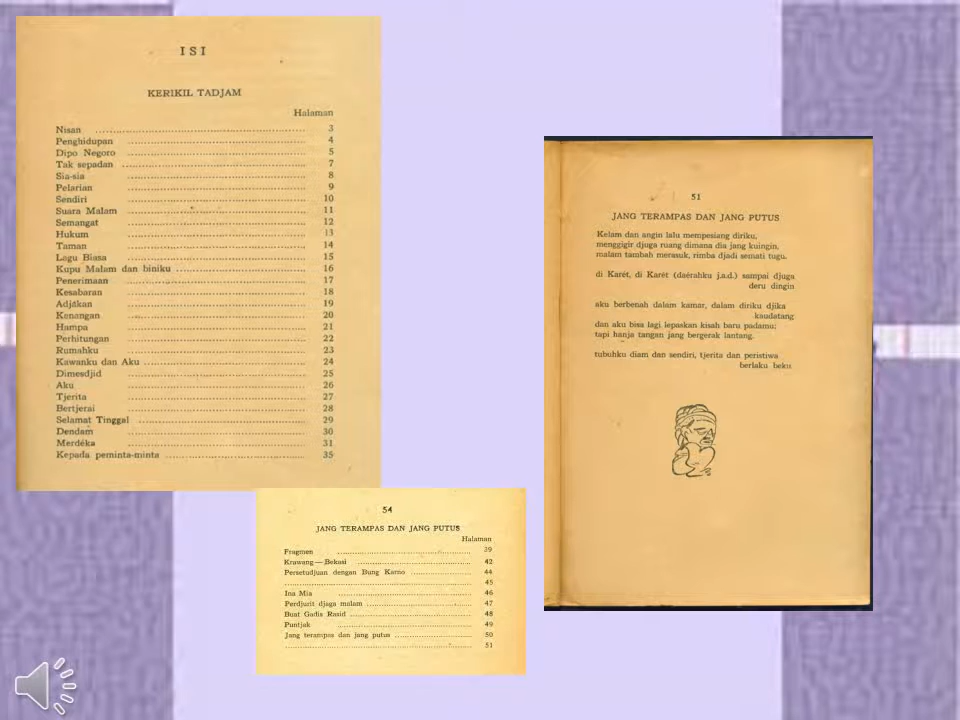 ISI
KERIKIL TADJAM
Halaman
Nisan ........ 3
Penghidupan ........ 4
Dipo Negoro ........ 5
Tak sepadan ........ 7
Sia-sia ........ 8
Pelarian ........ 9
Sendiri ........ 10
Suara Malam ........ 11
Semangat ........ 12
Hukum ........ 13
Taman ........ 14
Lagu Biasa ........ 15
Kupu Malam dan biniku ........ 16
Penerimaan ........ 17
Kesabaran ........ 18
Adjakan ........ 19
Kenangan ........ 20
Hampa ........ 21
Perhitungan ........ 22
Rumahku ........ 23
Kawanku dan Aku ........ 24
Dimesdjid ........ 25
Aku ........ 26
Tjerita ........ 27
Bertjerai ........ 28
Selamat Tinggal ........ 29
Dendam ........ 30
Merdéka ........ 31
Kepada peminta-minta ........ 35
54
JANG TERAMPAS DAN JANG PUTUS
Halaman
Fragmen ........ 39
Krawang — Bekasi ........ 42
Persetudjuan dengan Bung Karno ........ 44
........ 45
Ina Mia ........ 46
Perdjurit djaga malam ........ 47
Buat Gadis Rasid ........ 48
Puntjak ........ 49
Jang terampas dan jang putus ........ 50
........ 51
51
JANG TERAMPAS DAN JANG PUTUS
Kelam dan angin lalu mempesiang diriku,
menggigir djuga ruang dimana dia jang kuingin,
malam tambah merasuk, rimba djadi semati tugu.
di Karét, di Karét (daérahku j.a.d.) sampai djuga
deru dingin
aku berbenah dalam kamar, dalam diriku djika
kaudatang
dan aku bisa lagi lepaskan kisah baru padamu;
tapi hanja tangan jang bergerak lantang.
tubuhku diam dan sendiri, tjerita dan peristiwa
berlaku beku